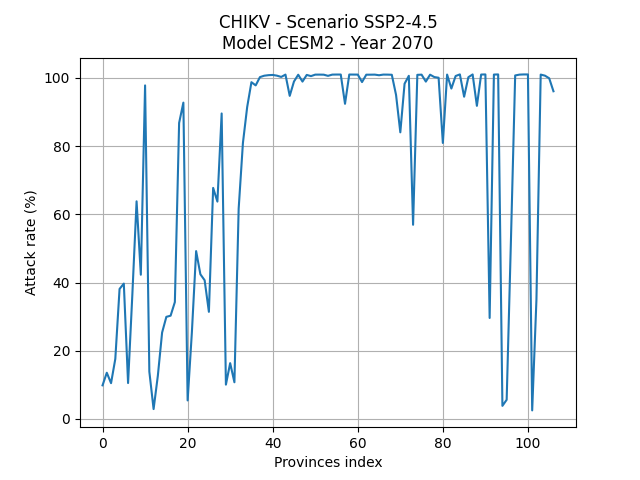 CHIKV - Scenario SSP2-4.5
Model CESM2 - Year 2070
100
80
60
40
20
0
Attack rate (%)
0 20 40 60 80 100
Provinces index